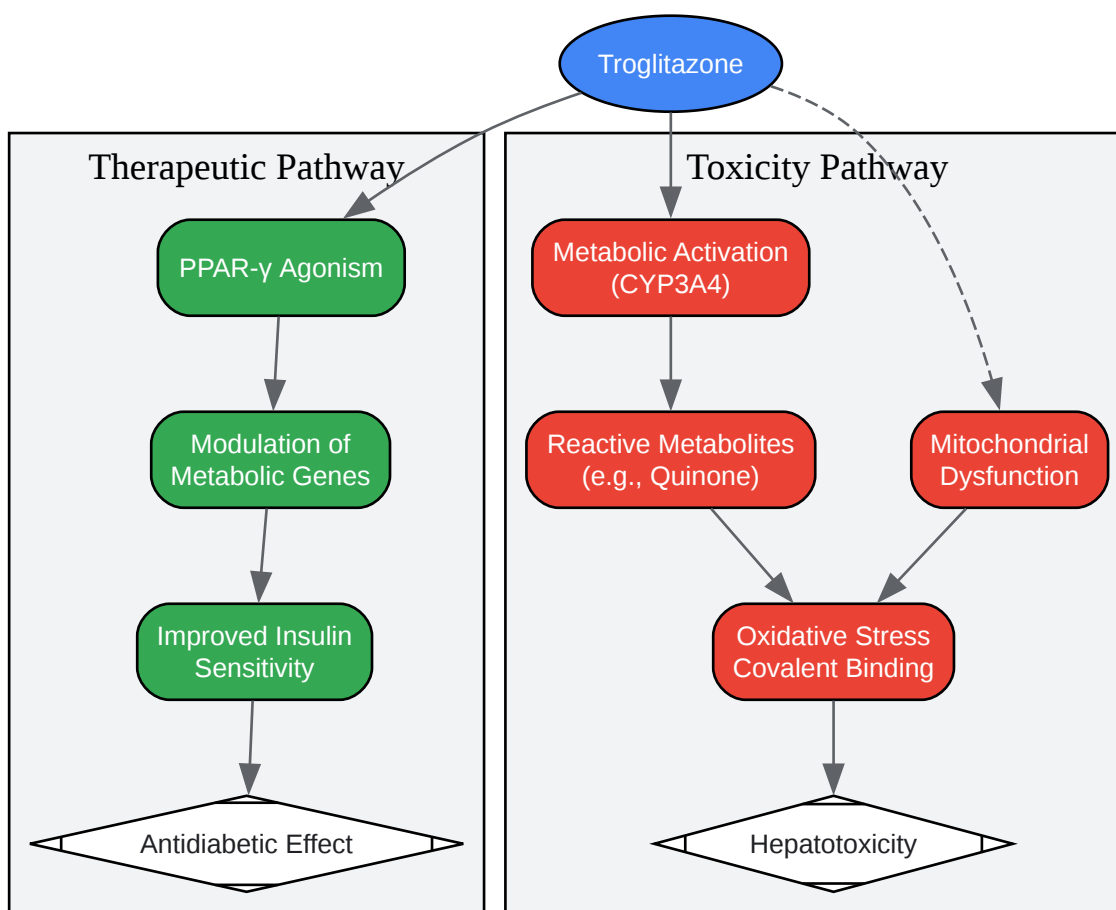 Troglitazone
Therapeutic Pathway
PPAR-γ Agonism
Modulation of
Metabolic Genes
Improved Insulin
Sensitivity
Antidiabetic Effect
Toxicity Pathway
Metabolic Activation
(CYP3A4)
Reactive Metabolites
(e.g., Quinone)
Mitochondrial
Dysfunction
Oxidative Stress
Covalent Binding
Hepatotoxicity